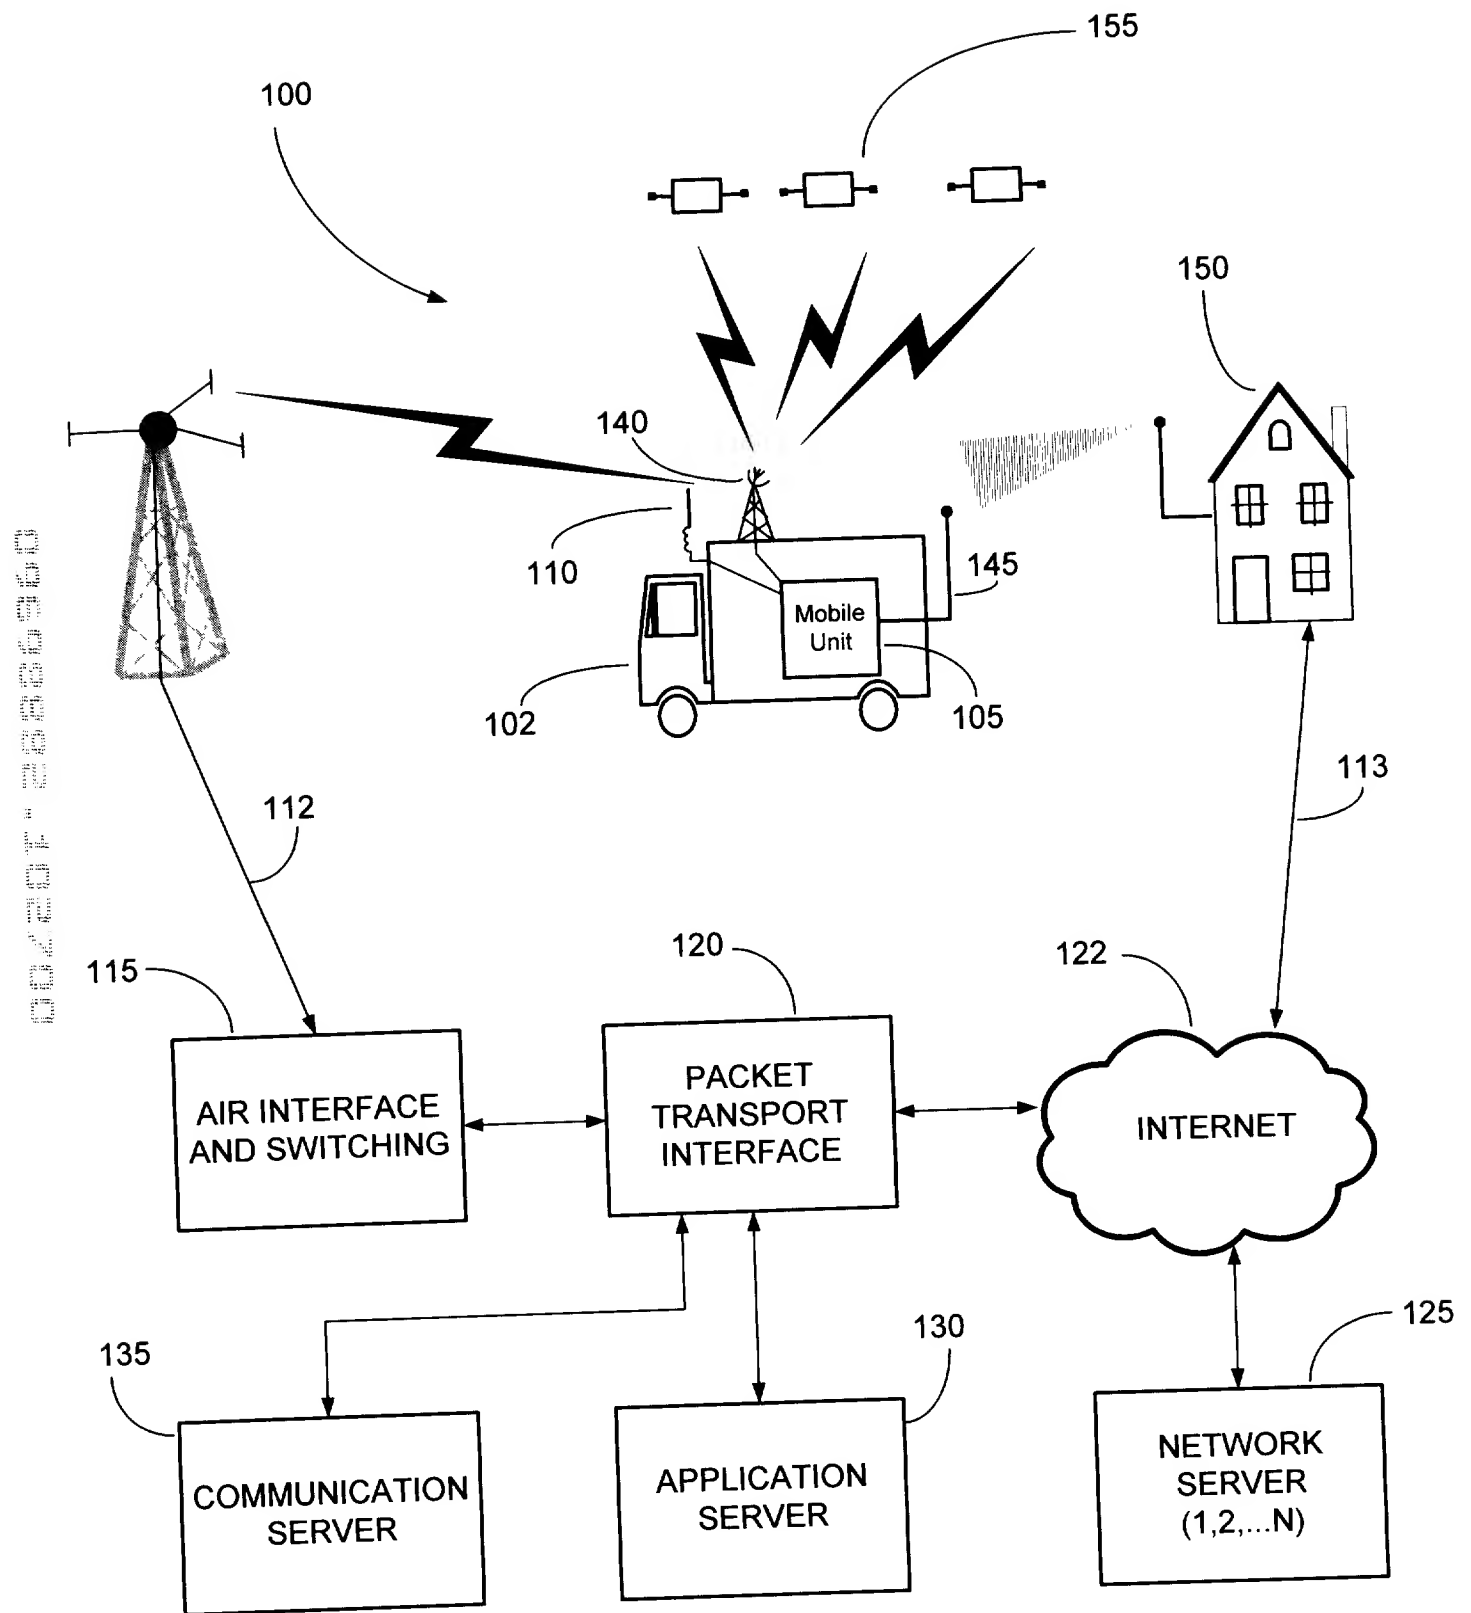 155
100
150
140
110
145
Mobile
Unit
102
105
112
113
115
120
122
AIR INTERFACE
AND SWITCHING
PACKET
TRANSPORT
INTERFACE
INTERNET
135
130
125
COMMUNICATION
SERVER
APPLICATION
SERVER
NETWORK
SERVER
(1,2,...N)